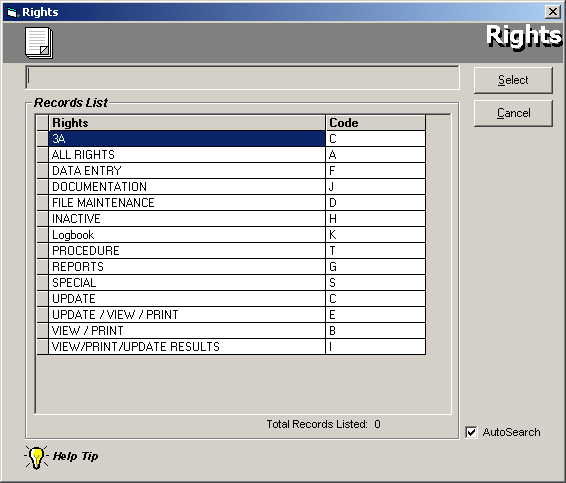 Rights
Rights
Select
Records List
Cancel
Rights Code
3A C
ALL RIGHTS A
DATA ENTRY F
DOCUMENTATION J
FILE MAINTENANCE D
INACTIVE H
Logbook K
PROCEDURE T
REPORTS G
SPECIAL S
UPDATE C
UPDATE / VIEW / PRINT E
VIEW / PRINT B
VIEW/PRINT/UPDATE RESULTS I
Total Records Listed: 0
AutoSearch
Help Tip